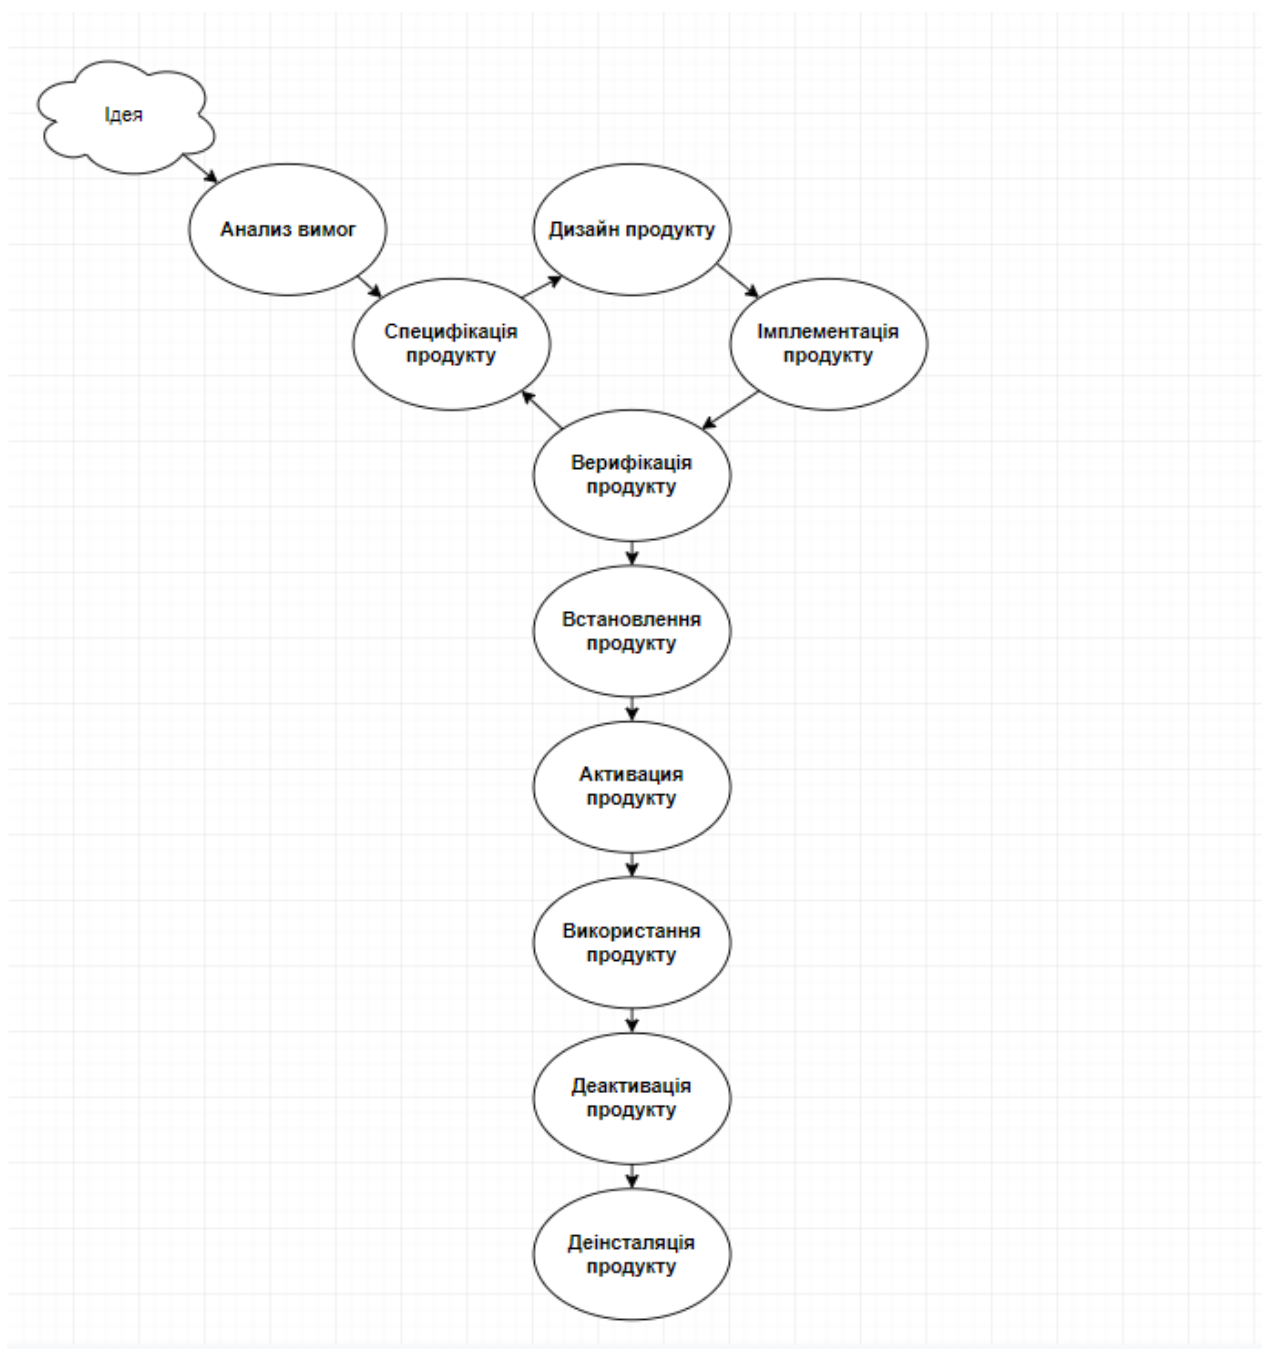 Ідея
Анализ вимог
Дизайн продукту
Специфікація
продукту
Імплементація
продукту
Верифікація
продукту
Встановлення
продукту
Активация
продукту
Використання
продукту
Деактивація
продукту
Деінсталяція
продукту